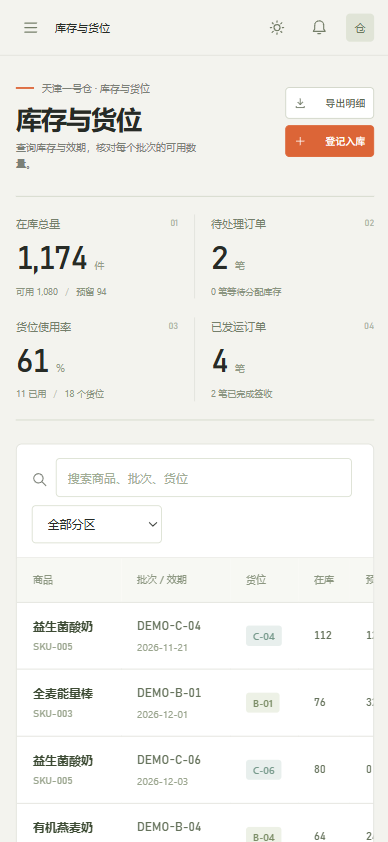 库存与货位
仓
天津一号仓 · 库存与货位
库存与货位
查询库存与效期，核对每个批次的可用数
量。
导出明细
登记入库
在库总量 01
1,174 件
可用 1,080 / 预留 94
待处理订单 02
2 笔
0 笔等待分配库存
货位使用率 03
61 %
11 已用 / 18 个货位
已发运订单 04
4 笔
2 笔已完成签收
搜索商品、批次、货位
全部分区
商品 批次 / 效期 货位 在库
益生菌酸奶 DEMO-C-04 C-04 112
SKU-005 2026-11-21
全麦能量棒 DEMO-B-01 B-01 76
SKU-003 2026-12-01
益生菌酸奶 DEMO-C-06 C-06 80 0
SKU-005 2026-12-03
有机燕麦奶 DEMO-B-04 B-04 64